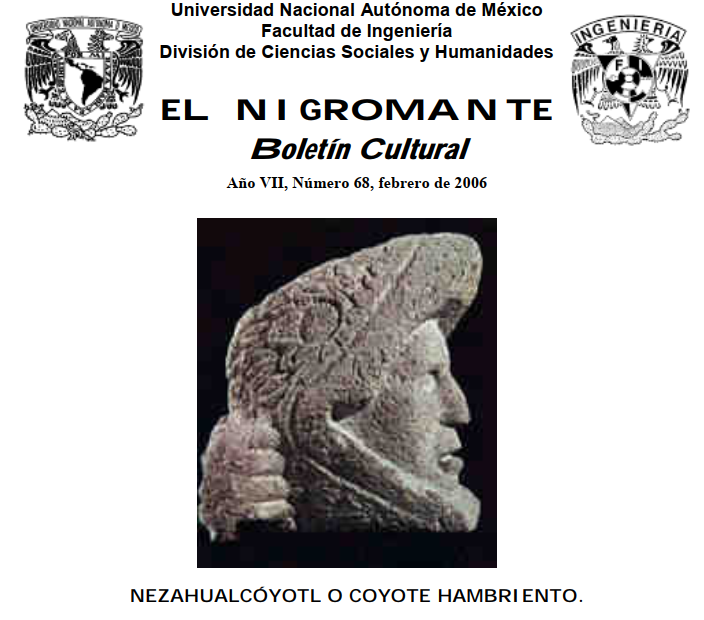 Universidad Nacional Autónoma de México
Facultad de Ingeniería
División de Ciencias Sociales y Humanidades
INGENIERIA
EL NIGROMANTE
Boletín Cultural
Año VII, Número 68, febrero de 2006
NEZAHUALCÓYOTL O COYOTE HAMBRIENTO.